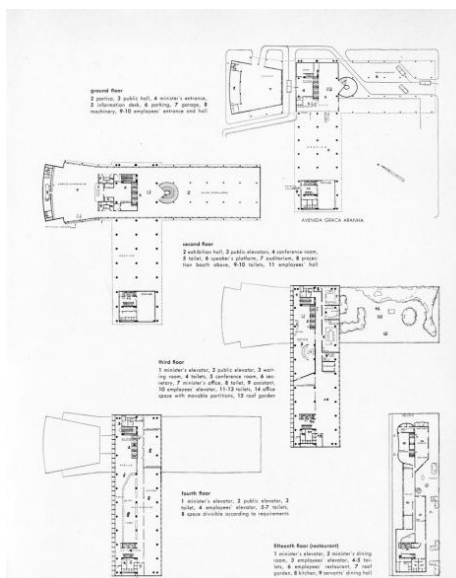 ground floor
2 portico, 3 public hall, 4 minister's entrance,
5 information desk, 6 parking, 7 garage, 8
machinery, 9-10 employees' entrance and hall
AVENIDA GRAÇA ARANHA
second floor
2 exhibition hall, 3 public elevators, 4 conference room,
5 toilet, 6 speaker's platform, 7 auditorium, 8 projec-
tion booth above, 9-10 toilets, 11 employees' hall
third floor
1 minister's elevator, 2 public elevator, 3 wait-
ing room, 4 toilets, 5 conference room, 6 sec-
retary, 7 minister's office, 8 toilet, 9 assistant,
10 employees' elevator, 11-13 toilets, 14 office
space with movable partitions, 15 roof garden
fourth floor
1 minister's elevator, 2 public elevator, 3
toilet, 4 employees' elevator, 5-7 toilets,
8 space divisible according to requirements
fifteenth floor (restaurant)
1 minister's elevator, 2 minister's dining
room, 3 employees' elevator, 4-5 toi-
lets, 6 employees' restaurant, 7 roof
garden, 8 kitchen, 9 servants' dining hall